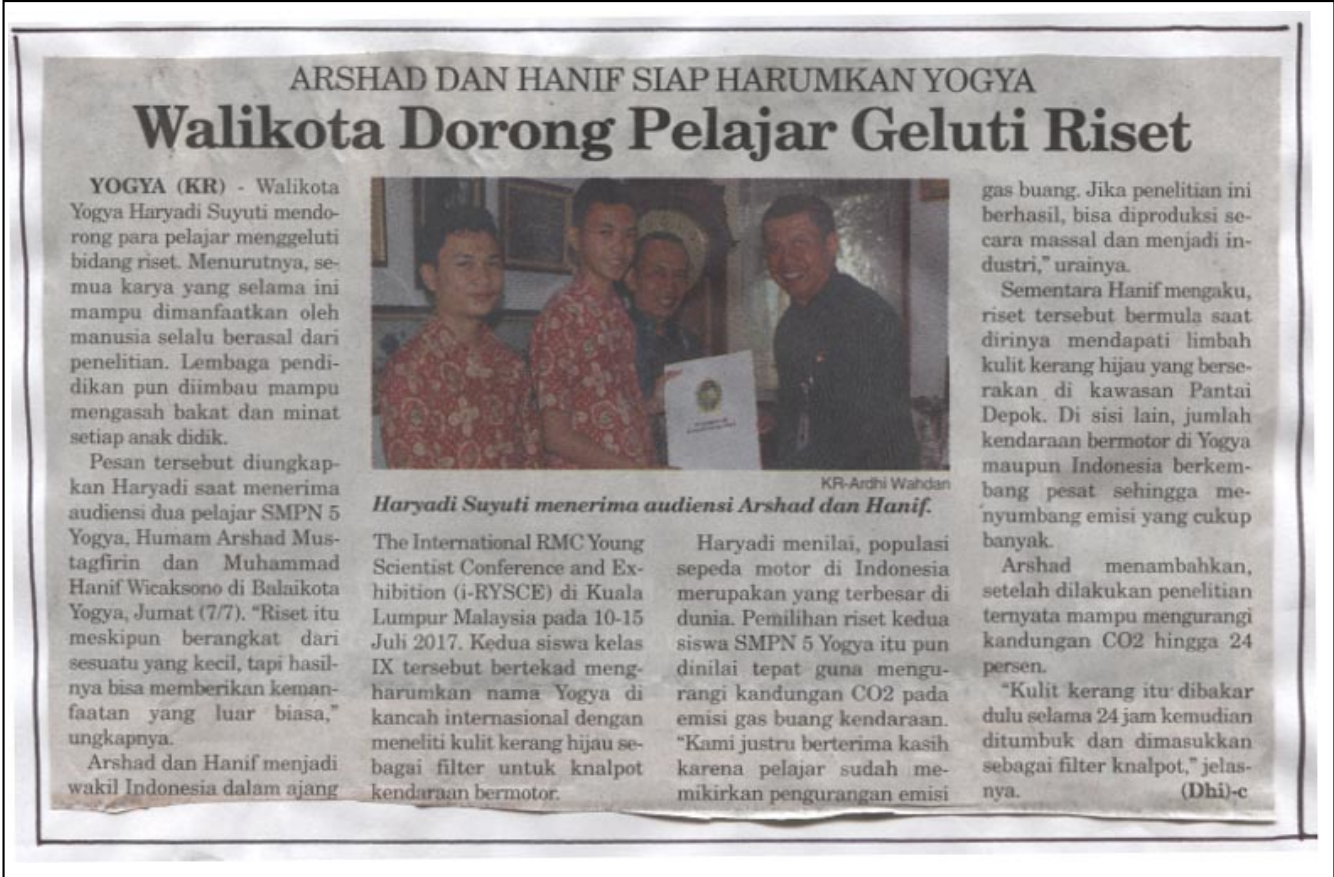 ARSHAD DAN HANIF SIAP HARUMKAN YOGYA
Walikota Dorong Pelajar Geluti Riset
YOGYA (KR) - Walikota
Yogya Haryadi Suyuti mendo-
rong para pelajar menggeluti
bidang riset. Menurutnya, se-
mua karya yang selama ini
mampu dimanfaatkan oleh
manusia selalu berasal dari
penelitian. Lembaga pendi-
dikan pun diimbau mampu
mengasah bakat dan minat
setiap anak didik.
Pesan tersebut diungkap-
kan Haryadi saat menerima
audiensi dua pelajar SMPN 5
Yogya, Humam Arshad Mus-
tagfirin dan Muhammad
Hanif Wicaksono di Balaikota
Yogya, Jumat (7/7). “Riset itu
meskipun berangkat dari
sesuatu yang kecil, tapi hasil-
nya bisa memberikan keman-
faatan yang luar biasa,”
ungkapnya.
Arshad dan Hanif menjadi
wakil Indonesia dalam ajang
KR-Ardhi Wahdan
Haryadi Suyuti menerima audiensi Arshad dan Hanif.
The International RMC Young
Scientist Conference and Ex-
hibition (i-RYSCE) di Kuala
Lumpur Malaysia pada 10-15
Juli 2017. Kedua siswa kelas
IX tersebut bertekad meng-
harumkan nama Yogya di
kancah internasional dengan
meneliti kulit kerang hijau se-
bagai filter untuk knalpot
kendaraan bermotor.
Haryadi menilai, populasi
sepeda motor di Indonesia
merupakan yang terbesar di
dunia. Pemilihan riset kedua
siswa SMPN 5 Yogya itu pun
dinilai tepat guna mengu-
rangi kandungan CO2 pada
emisi gas buang kendaraan.
“Kami justru berterima kasih
karena pelajar sudah me-
mikirkan pengurangan emisi
gas buang. Jika penelitian ini
berhasil, bisa diproduksi se-
cara massal dan menjadi in-
dustri,” urainya.
Sementara Hanif mengaku,
riset tersebut bermula saat
dirinya mendapati limbah
kulit kerang hijau yang berse-
rakan di kawasan Pantai
Depok. Di sisi lain, jumlah
kendaraan bermotor di Yogya
maupun Indonesia berkem-
bang pesat sehingga me-
nyumbang emisi yang cukup
banyak.
Arshad menambahkan,
setelah dilakukan penelitian
ternyata mampu mengurangi
kandungan CO2 hingga 24
persen.
“Kulit kerang itu dibakar
dulu selama 24 jam kemudian
ditumbuk dan dimasukkan
sebagai filter knalpot,” jelas-
nya. (Dhi)-c